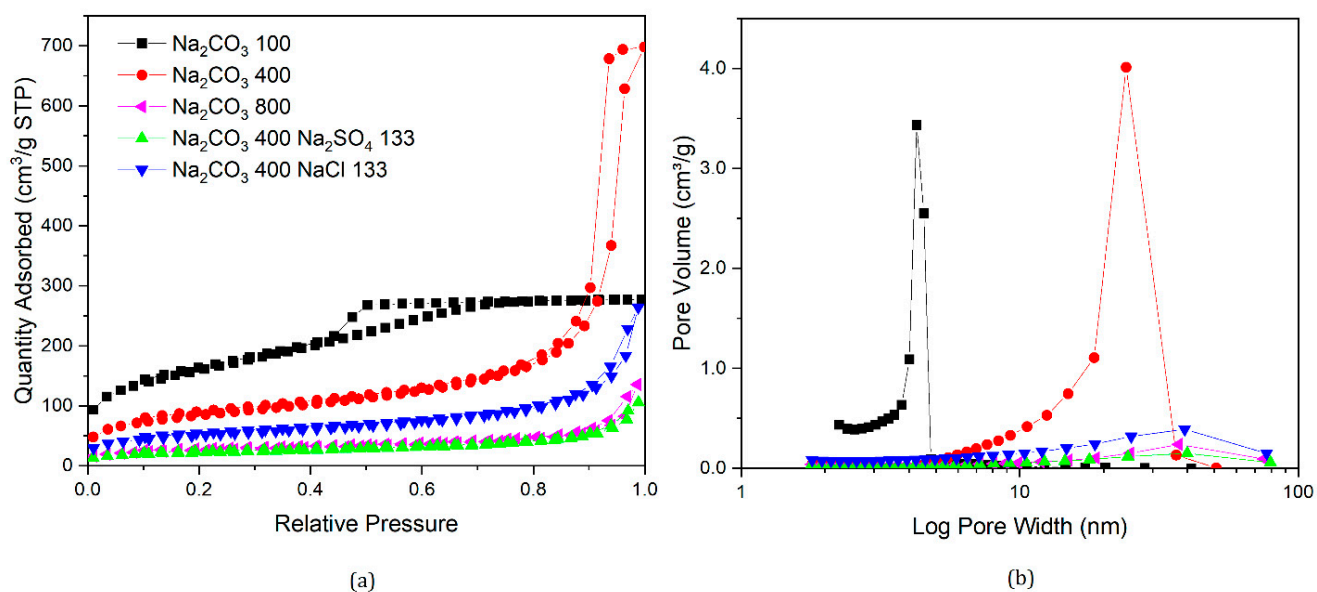 Quantity Adsorbed (cm³/g STP)
700
600
500
400
300
200
100
0
Na₂CO₃ 100
Na₂CO₃ 400
Na₂CO₃ 800
Na₂CO₃ 400 Na₂SO₄ 133
Na₂CO₃ 400 NaCl 133
0.0 0.2 0.4 0.6 0.8 1.0
Relative Pressure
(a)
Pore Volume (cm³/g)
4.0
3.0
2.0
1.0
0.0
1 10 100
Log Pore Width (nm)
(b)